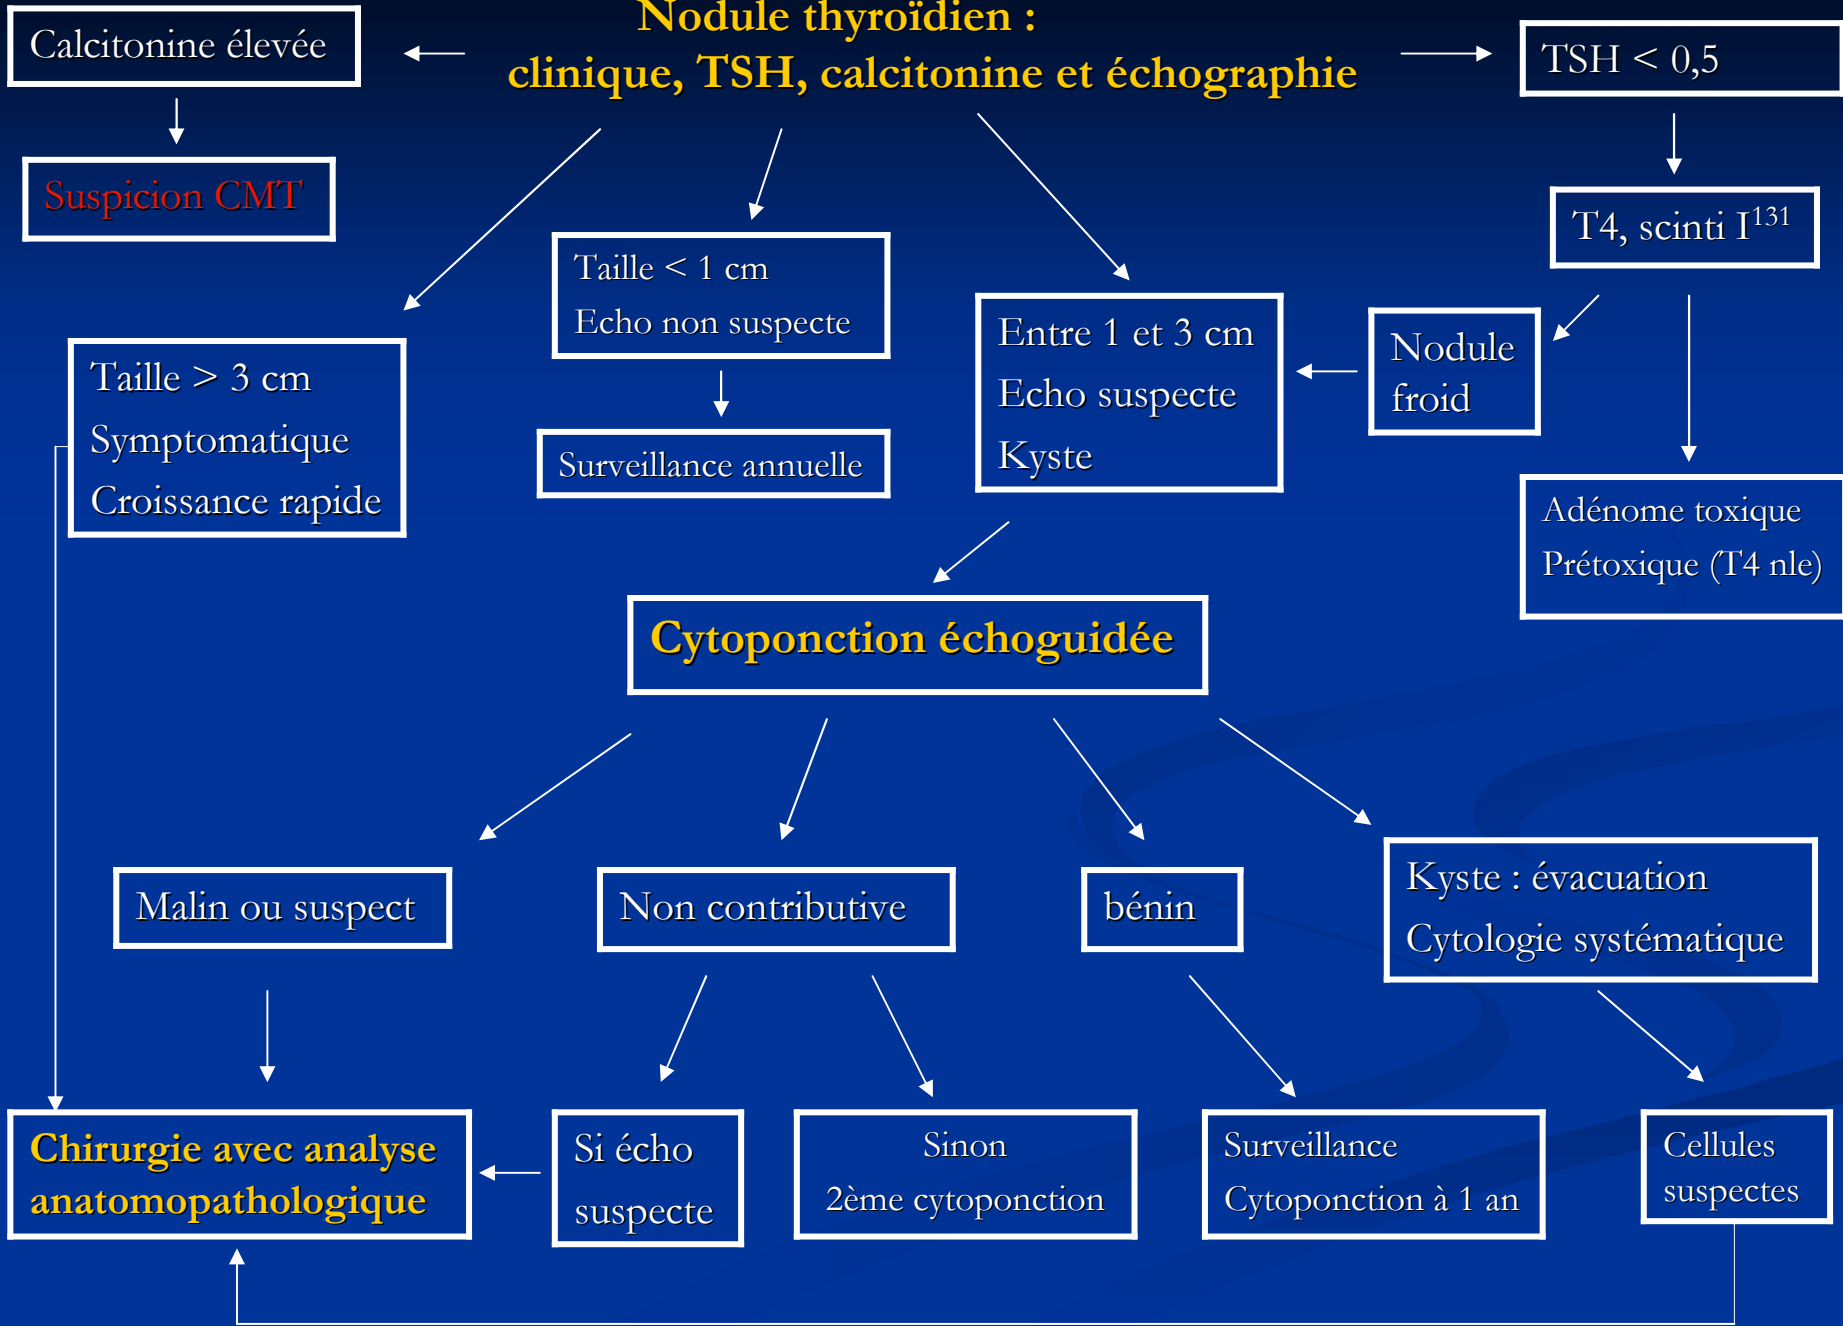 Nodule thyroïdien :
clinique, TSH, calcitonine et échographie
Calcitonine élevée
TSH < 0,5
Suspicion CMT
T4, scinti I¹³¹
Taille < 1 cm
Echo non suspecte
Entre 1 et 3 cm
Echo suspecte
Kyste
Nodule
froid
Taille > 3 cm
Symptomatique
Croissance rapide
Surveillance annuelle
Adénome toxique
Prétoxique (T4 nle)
Cytoponction échoguidée
Malin ou suspect
Non contributive
bénin
Kyste : évacuation
Cytologie systématique
Chirurgie avec analyse
anatomopathologique
Si écho
suspecte
Sinon
2ème cytoponction
Surveillance
Cytoponction à 1 an
Cellules
suspectes